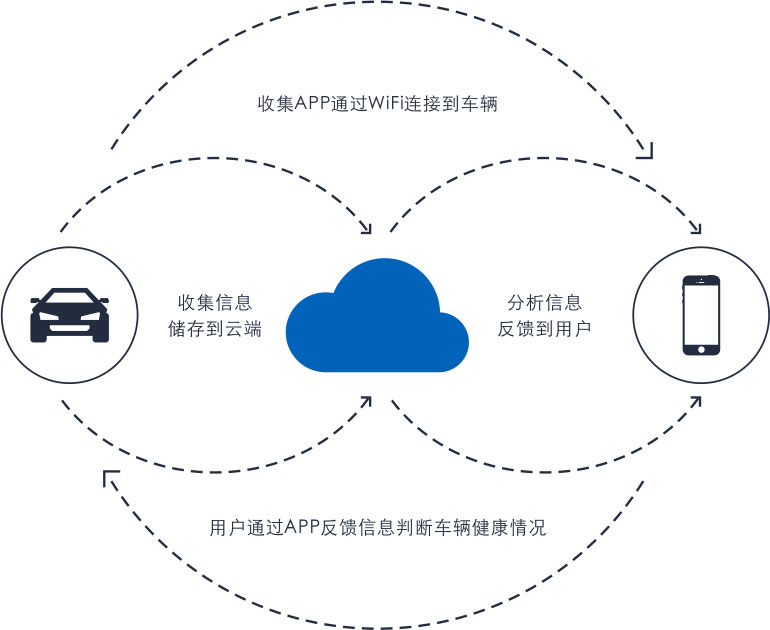 收集APP通过WiFi连接到车辆
收集信息
储存到云端
分析信息
反馈到用户
用户通过APP反馈信息判断车辆健康情况